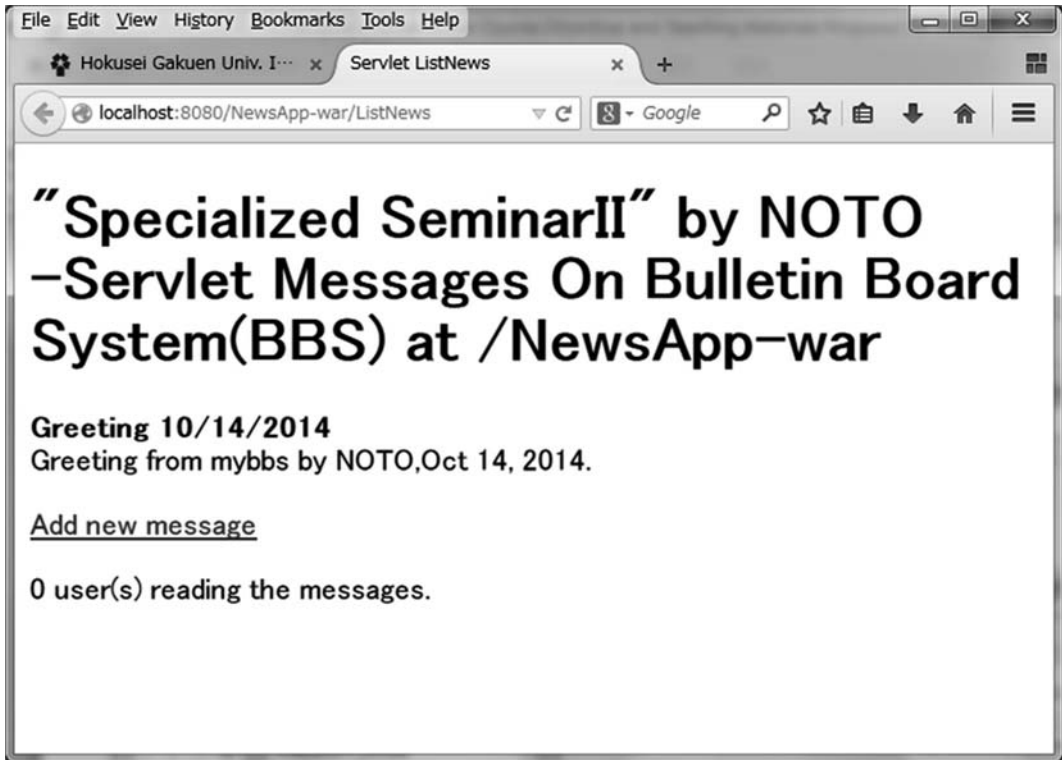 File Edit View History Bookmarks Tools Help
Hokusei Gakuen Univ. I… Servlet ListNews
localhost:8080/NewsApp-war/ListNews Google
"Specialized SeminarII" by NOTO
-Servlet Messages On Bulletin Board
System(BBS) at /NewsApp-war
Greeting 10/14/2014
Greeting from mybbs by NOTO,Oct 14, 2014.
Add new message
0 user(s) reading the messages.